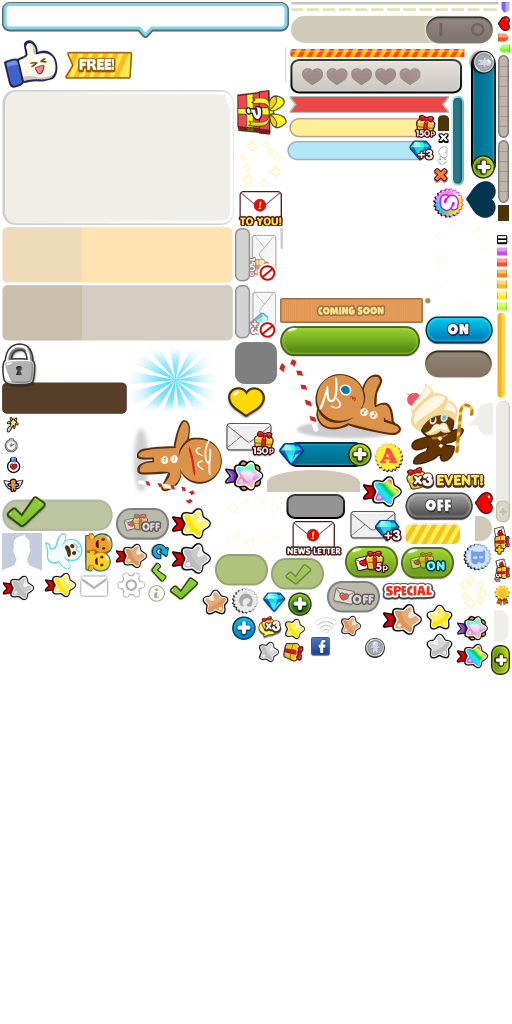 FREE!
150P
+3
S
TO YOU!
COMING SOON
ON
150P
A
x3 EVENT!
OFF
OFF
+3
NEWS LETTER
B
5P
ON
OFF
SPECIAL
x3
f